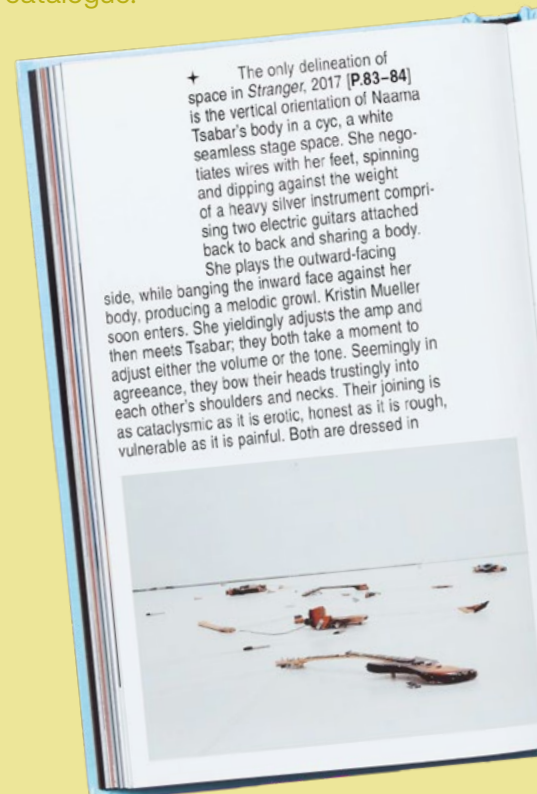 catalogue.
✦ The only delineation of
space in Stranger, 2017 [P.83–84]
is the vertical orientation of Naama
Tsabar's body in a cyc, a white
seamless stage space. She nego-
tiates wires with her feet, spinning
and dipping against the weight
of a heavy silver instrument compri-
sing two electric guitars attached
back to back and sharing a body.
She plays the outward-facing
side, while banging the inward face against her
body, producing a melodic growl. Kristin Mueller
soon enters. She yieldingly adjusts the amp and
then meets Tsabar; they both take a moment to
adjust either the volume or the tone. Seemingly in
agreeance, they bow their heads trustingly into
each other's shoulders and necks. Their joining is
as cataclysmic as it is erotic, honest as it is rough,
vulnerable as it is painful. Both are dressed in